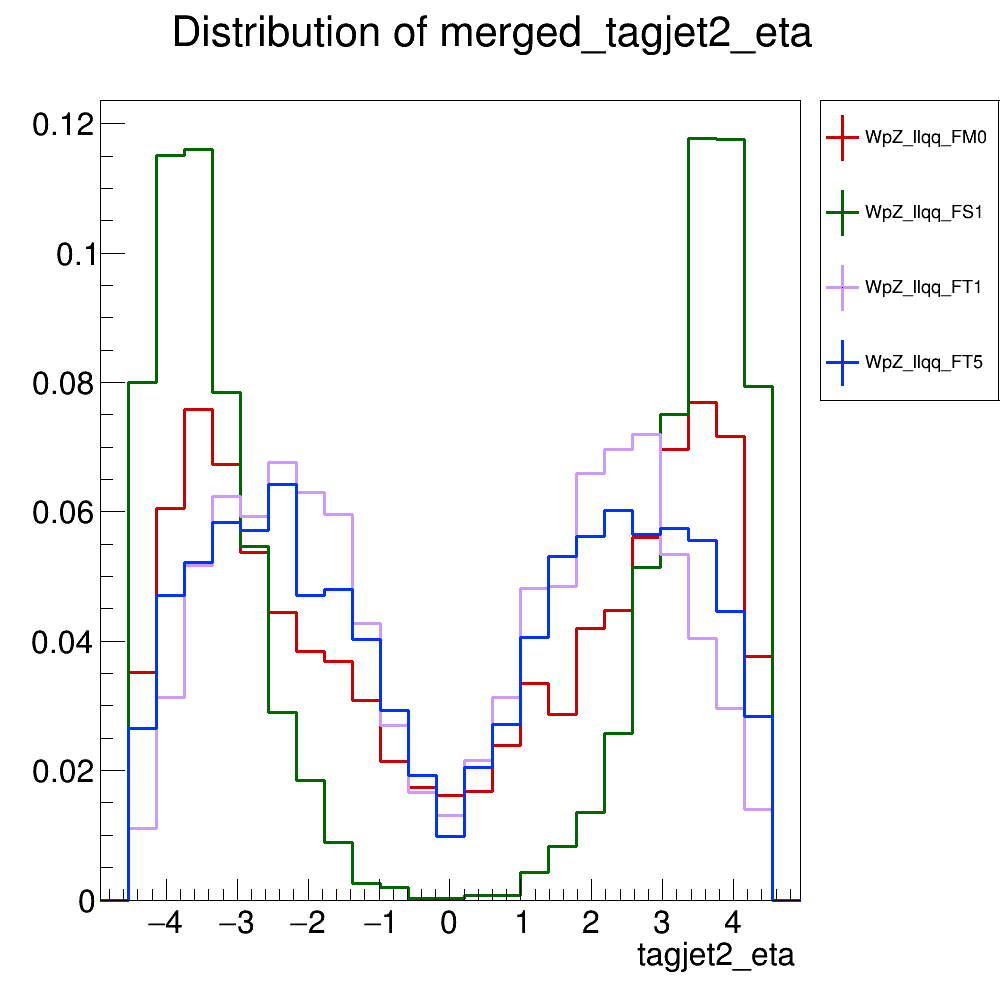 Distribution of merged_tagjet2_eta
0.12
0.1
0.08
0.06
0.04
0.02
0
−4 −3 −2 −1 0 1 2 3 4
tagjet2_eta
WpZ_llqq_FM0
WpZ_llqq_FS1
WpZ_llqq_FT1
WpZ_llqq_FT5